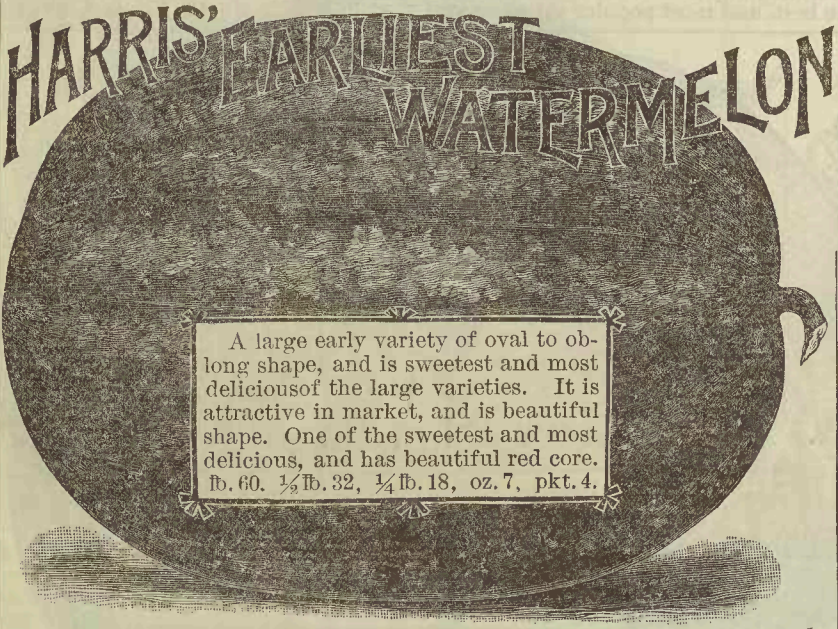 HARRIS' EARLIEST
WATERMELON
A large early variety of oval to ob-
long shape, and is sweetest and most
deliciousof the large varieties. It is
attractive in market, and is beautiful
shape. One of the sweetest and most
delicious, and has beautiful red core.
lb. 60. ½ lb. 32, ¼ lb. 18, oz. 7, pkt. 4.